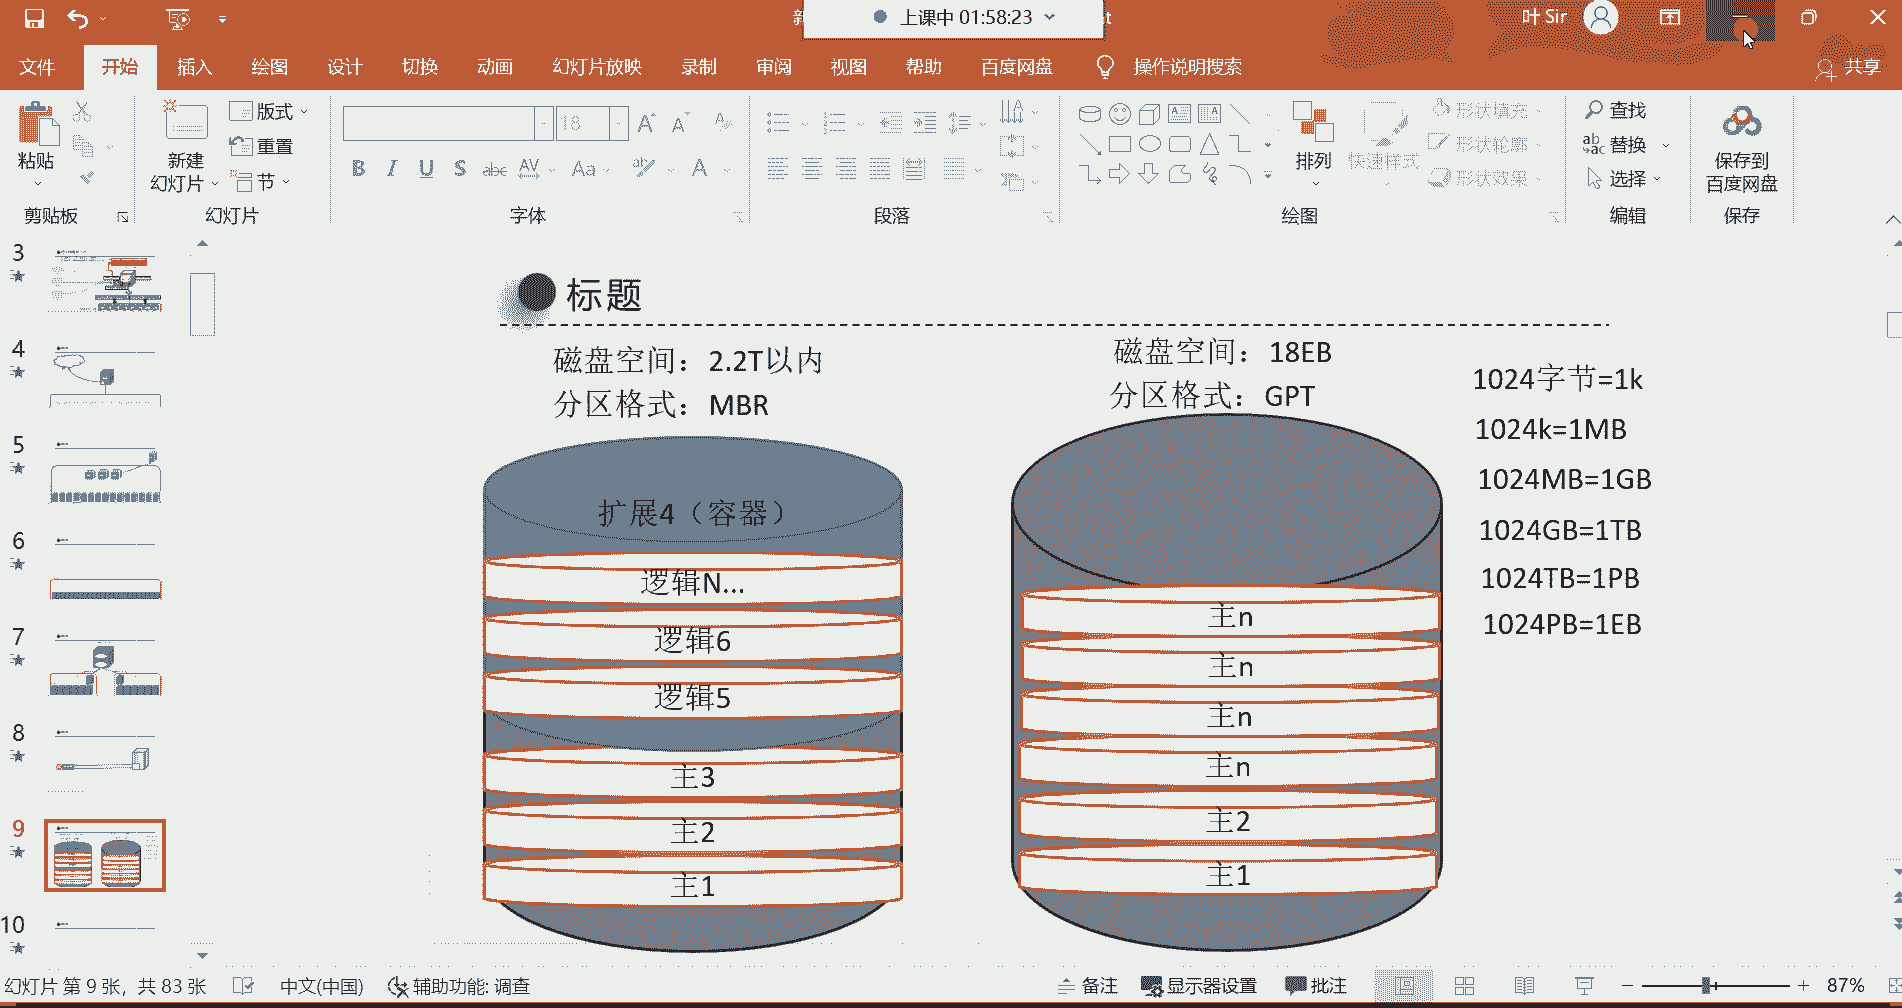 上课中 01:58:23
叶 Sir
文件 开始 插入 绘图 设计 切换 动画 幻灯片放映 录制 审阅 视图 帮助 百度网盘 操作说明搜索 共享
粘贴
剪贴板
新建
幻灯片
版式
重置
节
幻灯片
18
B I U S abc AV Aa A
字体
段落
排列
快速样式
形状填充
形状轮廓
形状效果
绘图
查找
替换
选择
编辑
保存到
百度网盘
保存
3
4
5
6
7
8
9
10
标题
磁盘空间：2.2T以内
分区格式：MBR
扩展4（容器）
逻辑N...
逻辑6
逻辑5
主3
主2
主1
磁盘空间：18EB
分区格式：GPT
主n
主n
主n
主n
主2
主1
1024字节=1k
1024k=1MB
1024MB=1GB
1024GB=1TB
1024TB=1PB
1024PB=1EB
幻灯片 第 9 张，共 83 张 中文(中国) 辅助功能: 调查 备注 显示器设置 批注 87%